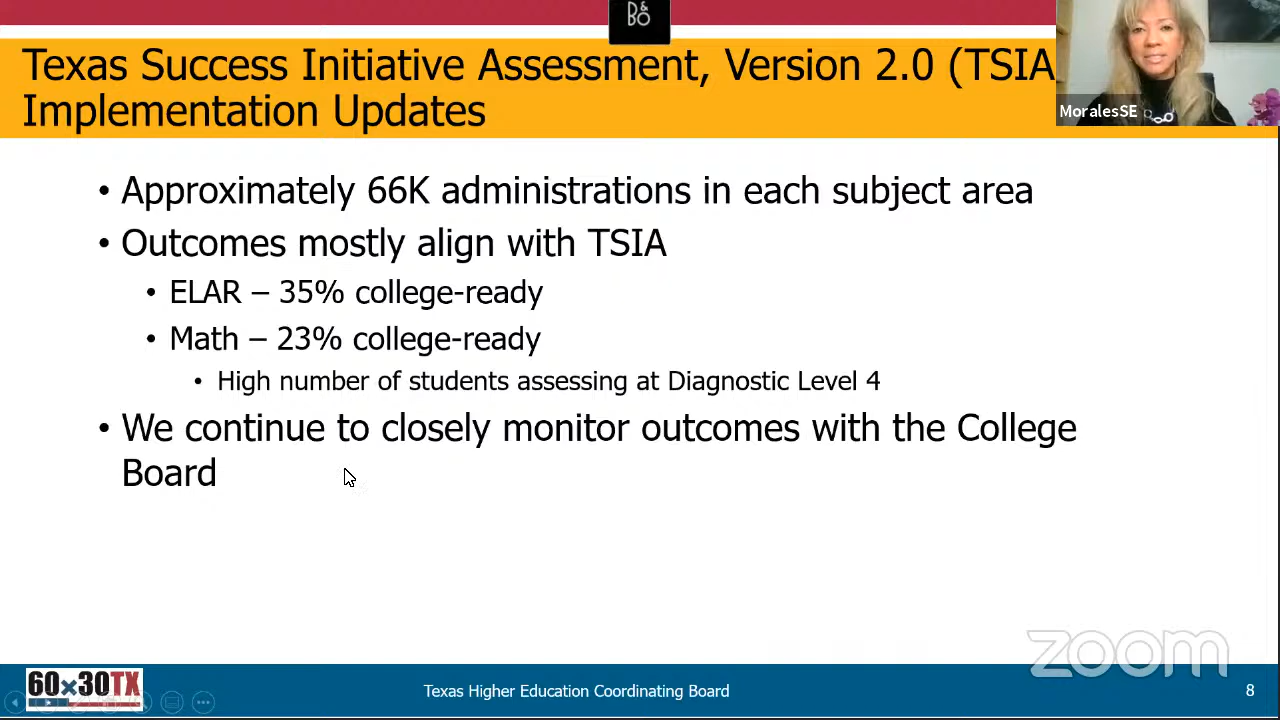 D&BO
Texas Success Initiative Assessment, Version 2.0 (TSIA
Implementation Updates
MoralesSE
• Approximately 66K administrations in each subject area
• Outcomes mostly align with TSIA
• ELAR – 35% college-ready
• Math – 23% college-ready
• High number of students assessing at Diagnostic Level 4
• We continue to closely monitor outcomes with the College
Board
zoom
60x30TX
Texas Higher Education Coordinating Board
8